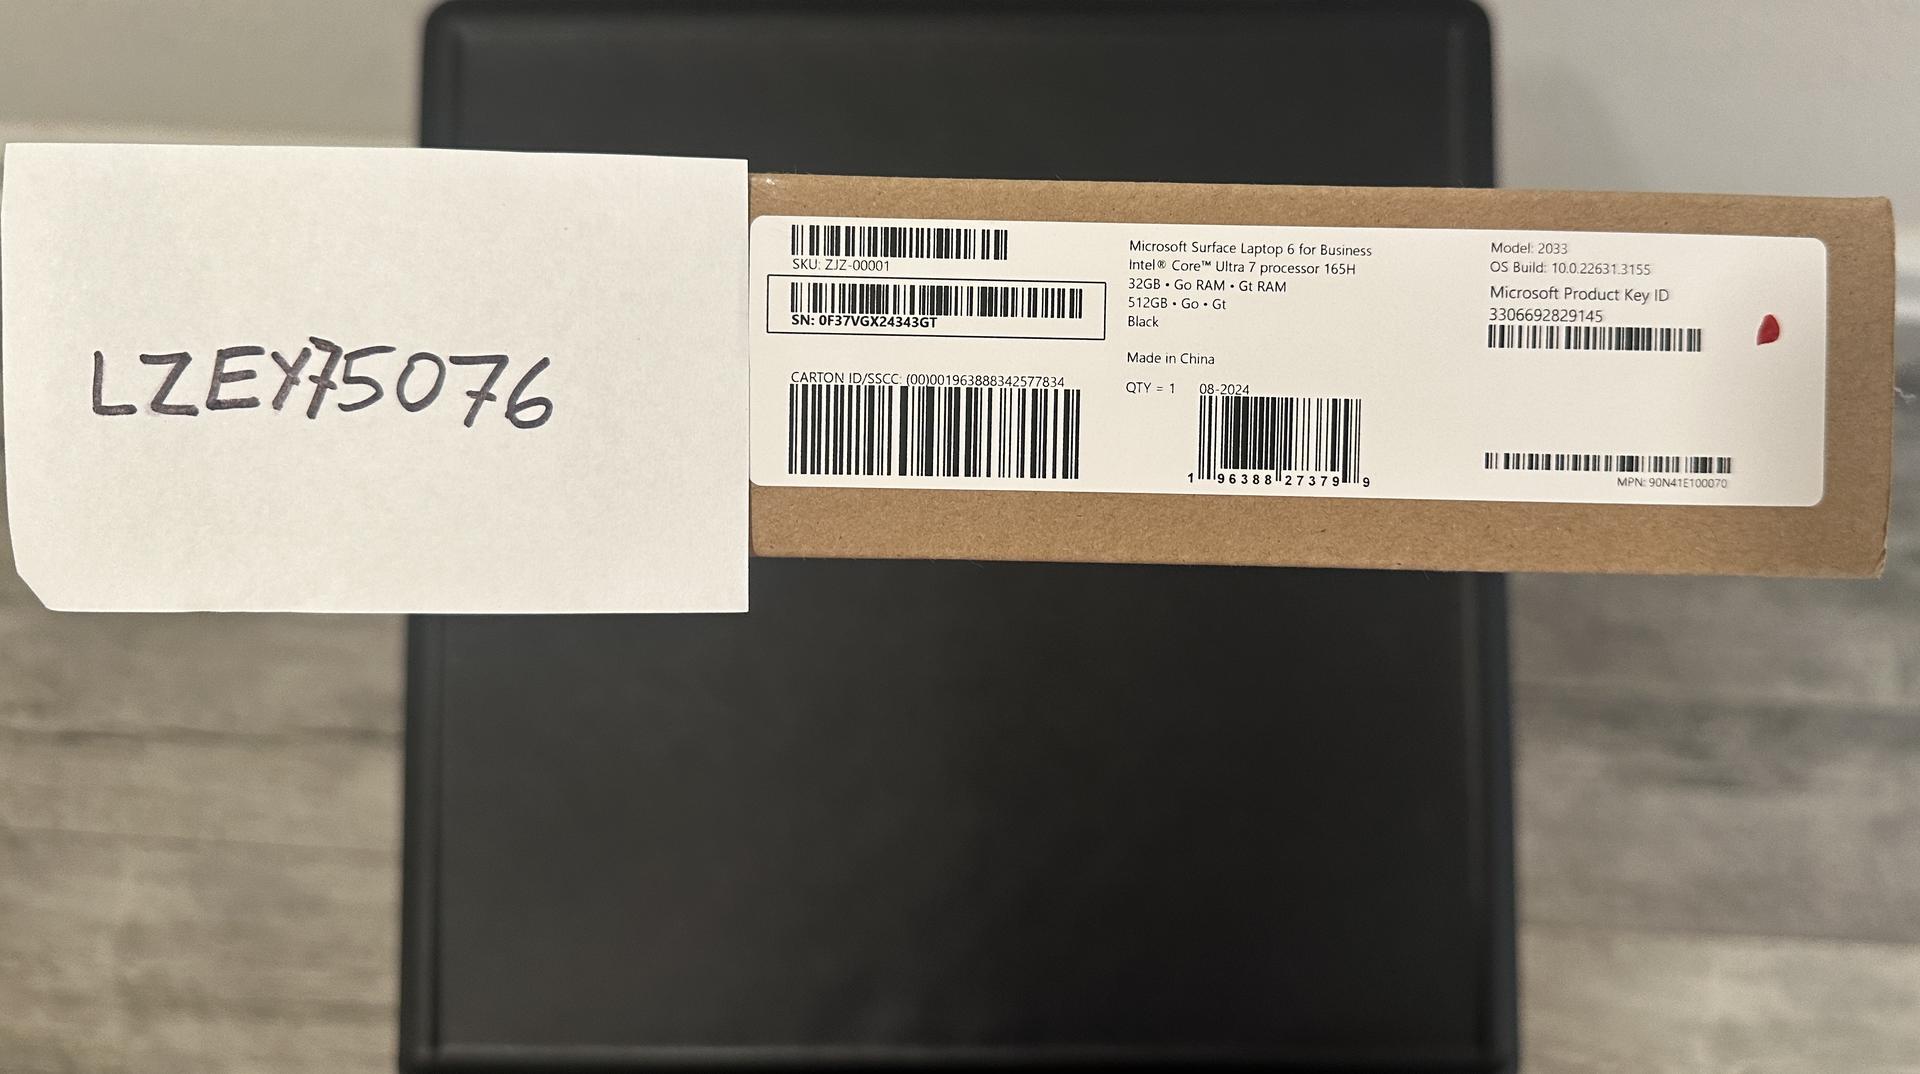 LZEY75076
SKU: ZJZ-00001
SN: 0F37VGX24343GT
CARTON ID/SSCC: (00)001963888342577834
Microsoft Surface Laptop 6 for Business
Intel® Core™ Ultra 7 processor 165H
32GB • Go RAM • Gt RAM
512GB • Go • Gt
Black
Made in China
QTY = 1 08-2024
1 96388 27379 9
Model: 2033
OS Build: 10.0.22631.3155
Microsoft Product Key ID
3306692829145
MPN: 90N41E100070